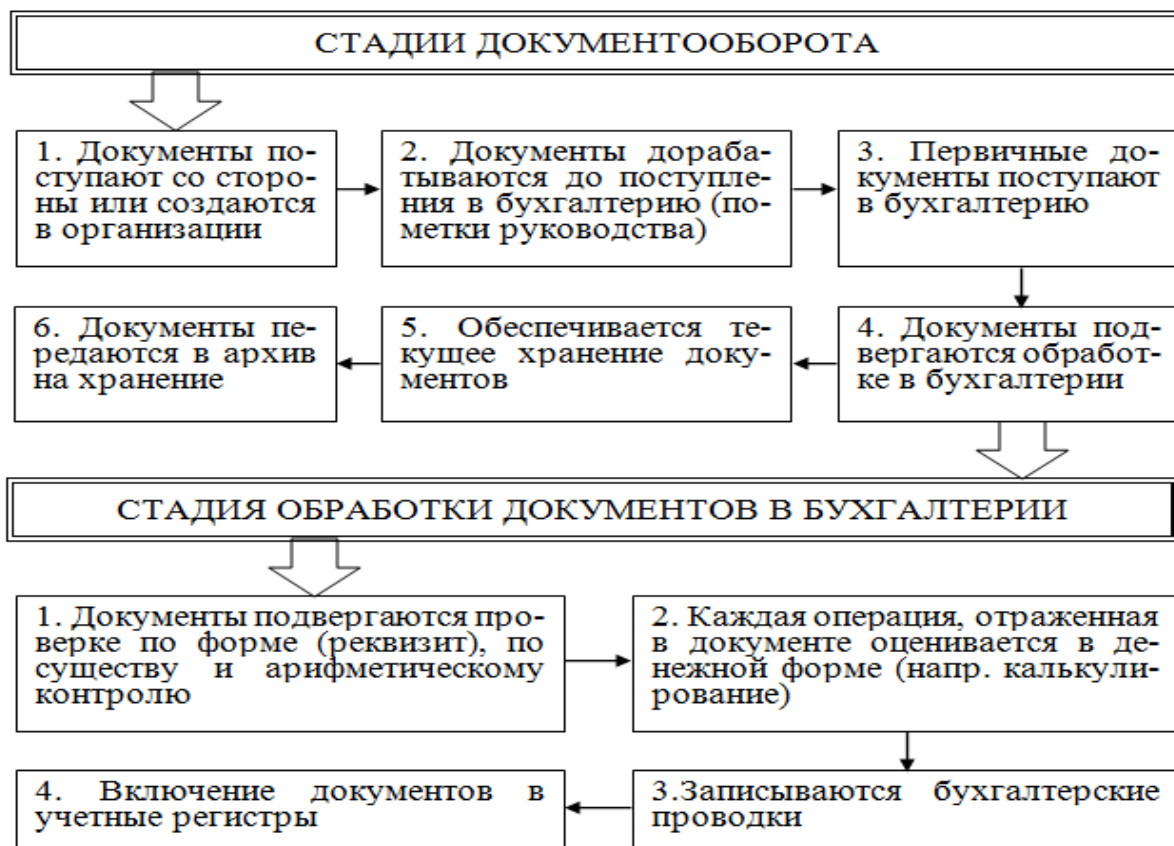 СТАДИИ ДОКУМЕНТООБОРОТА
1. Документы по-
ступают со сторо-
ны или создаются
в организации
2. Документы дораба-
тываются до поступле-
ния в бухгалтерию (по-
метки руководства)
3. Первичные до-
кументы поступают
в бухгалтерию
4. Документы под-
вергаются обработ-
ке в бухгалтерии
5. Обеспечивается те-
кущее хранение доку-
ментов
6. Документы пе-
редаются в архив
на хранение
СТАДИЯ ОБРАБОТКИ ДОКУМЕНТОВ В БУХГАЛТЕРИИ
1. Документы подвергаются про-
верке по форме (реквизит), по
существу и арифметическому
контролю
2. Каждая операция, отраженная
в документе оценивается в де-
нежной форме (напр. калькули-
рование)
3.Записываются бухгалтерские
проводки
4. Включение документов в
учетные регистры